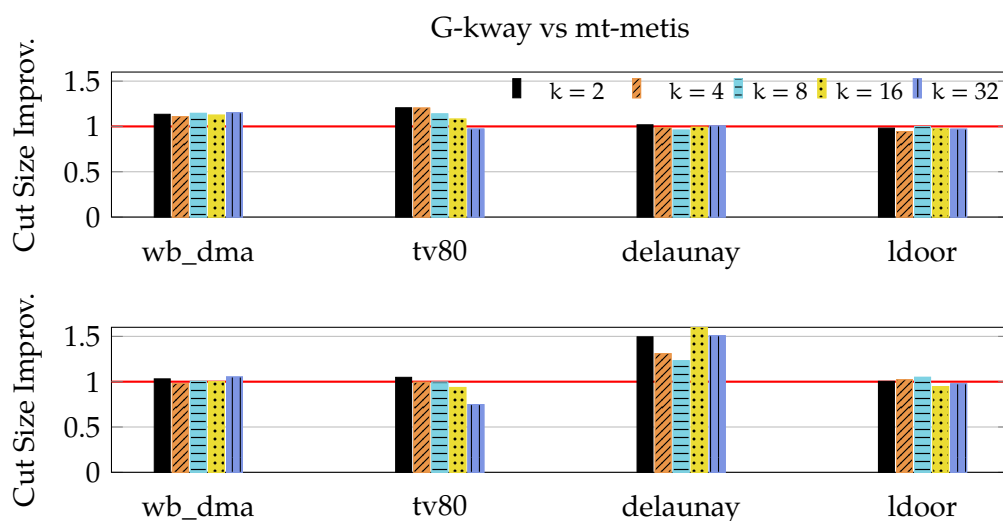 G-kway vs mt-metis
Cut Size Improv.
1.5
1
0.5
0
k = 2 k = 4 k = 8 k = 16 k = 32
wb_dma tv80 delaunay ldoor
Cut Size Improv.
1.5
1
0.5
0
wb_dma tv80 delaunay ldoor